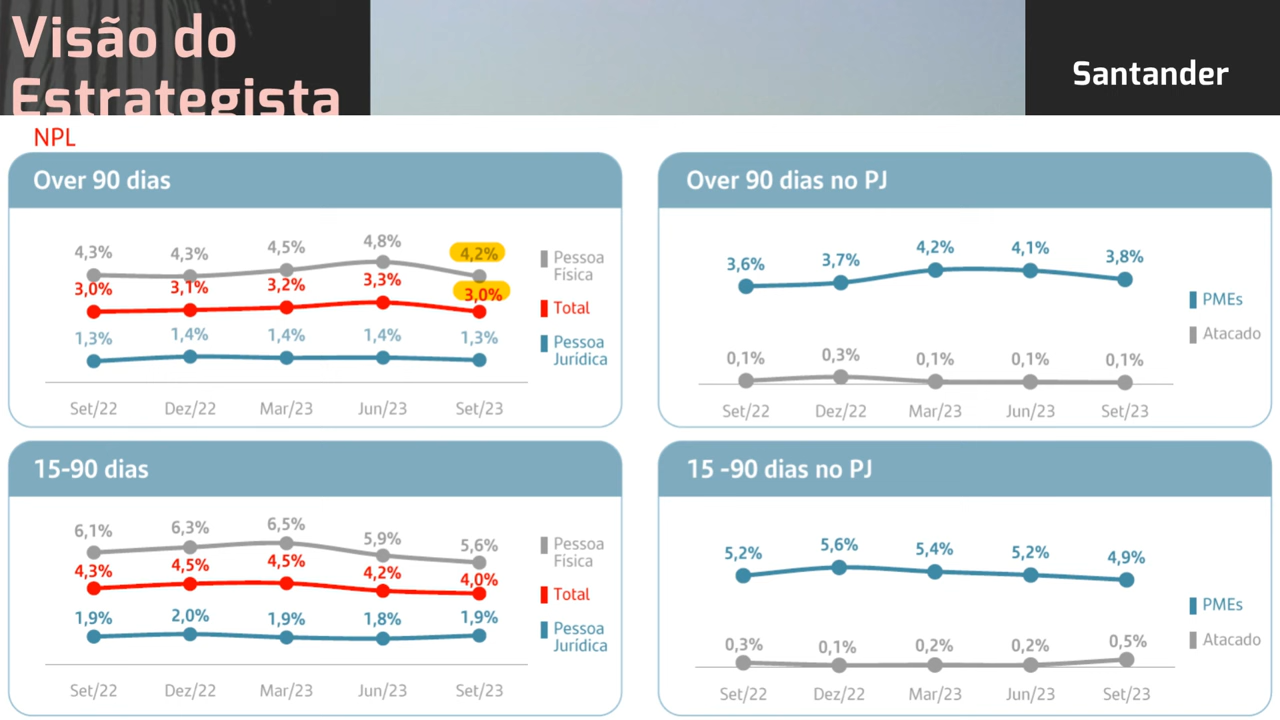 Visão do
Estrategista
Santander
NPL
Over 90 dias
4,3% 4,3% 4,5% 4,8% 4,2%
3,0% 3,1% 3,2% 3,3% 3,0%
1,3% 1,4% 1,4% 1,4% 1,3%
Set/22 Dez/22 Mar/23 Jun/23 Set/23
Pessoa
Física
Total
Pessoa
Jurídica
Over 90 dias no PJ
3,6% 3,7% 4,2% 4,1% 3,8%
0,1% 0,3% 0,1% 0,1% 0,1%
Set/22 Dez/22 Mar/23 Jun/23 Set/23
PMEs
Atacado
15-90 dias
6,1% 6,3% 6,5% 5,9% 5,6%
4,3% 4,5% 4,5% 4,2% 4,0%
1,9% 2,0% 1,9% 1,8% 1,9%
Set/22 Dez/22 Mar/23 Jun/23 Set/23
Pessoa
Física
Total
Pessoa
Jurídica
15 -90 dias no PJ
5,2% 5,6% 5,4% 5,2% 4,9%
0,3% 0,1% 0,2% 0,2% 0,5%
Set/22 Dez/22 Mar/23 Jun/23 Set/23
PMEs
Atacado